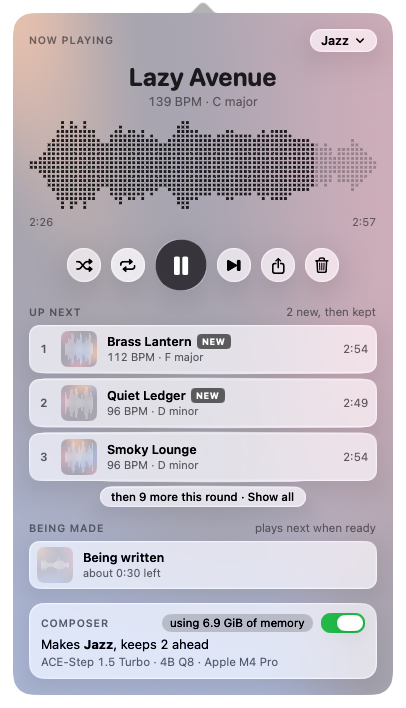 NOW PLAYING
Jazz
Lazy Avenue
139 BPM · C major
2:26 2:57
UP NEXT 2 new, then kept
1 Brass Lantern NEW 2:54
112 BPM · F major
2 Quiet Ledger NEW 2:49
96 BPM · D minor
3 Smoky Lounge 2:54
96 BPM · D minor
then 9 more this round · Show all
BEING MADE plays next when ready
Being written
about 0:30 left
COMPOSER using 6.9 GiB of memory
Makes Jazz, keeps 2 ahead
ACE-Step 1.5 Turbo · 4B Q8 · Apple M4 Pro